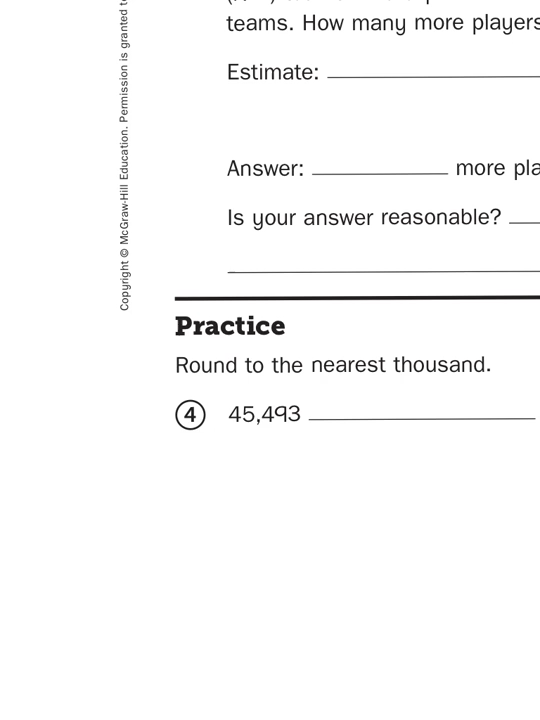 teams. How many more players
Estimate:
Answer: more
Is your answer reasonable?
Practice
Round to the nearest thousand.
4 45,493
Copyright © McGraw-Hill Education. Permission is granted